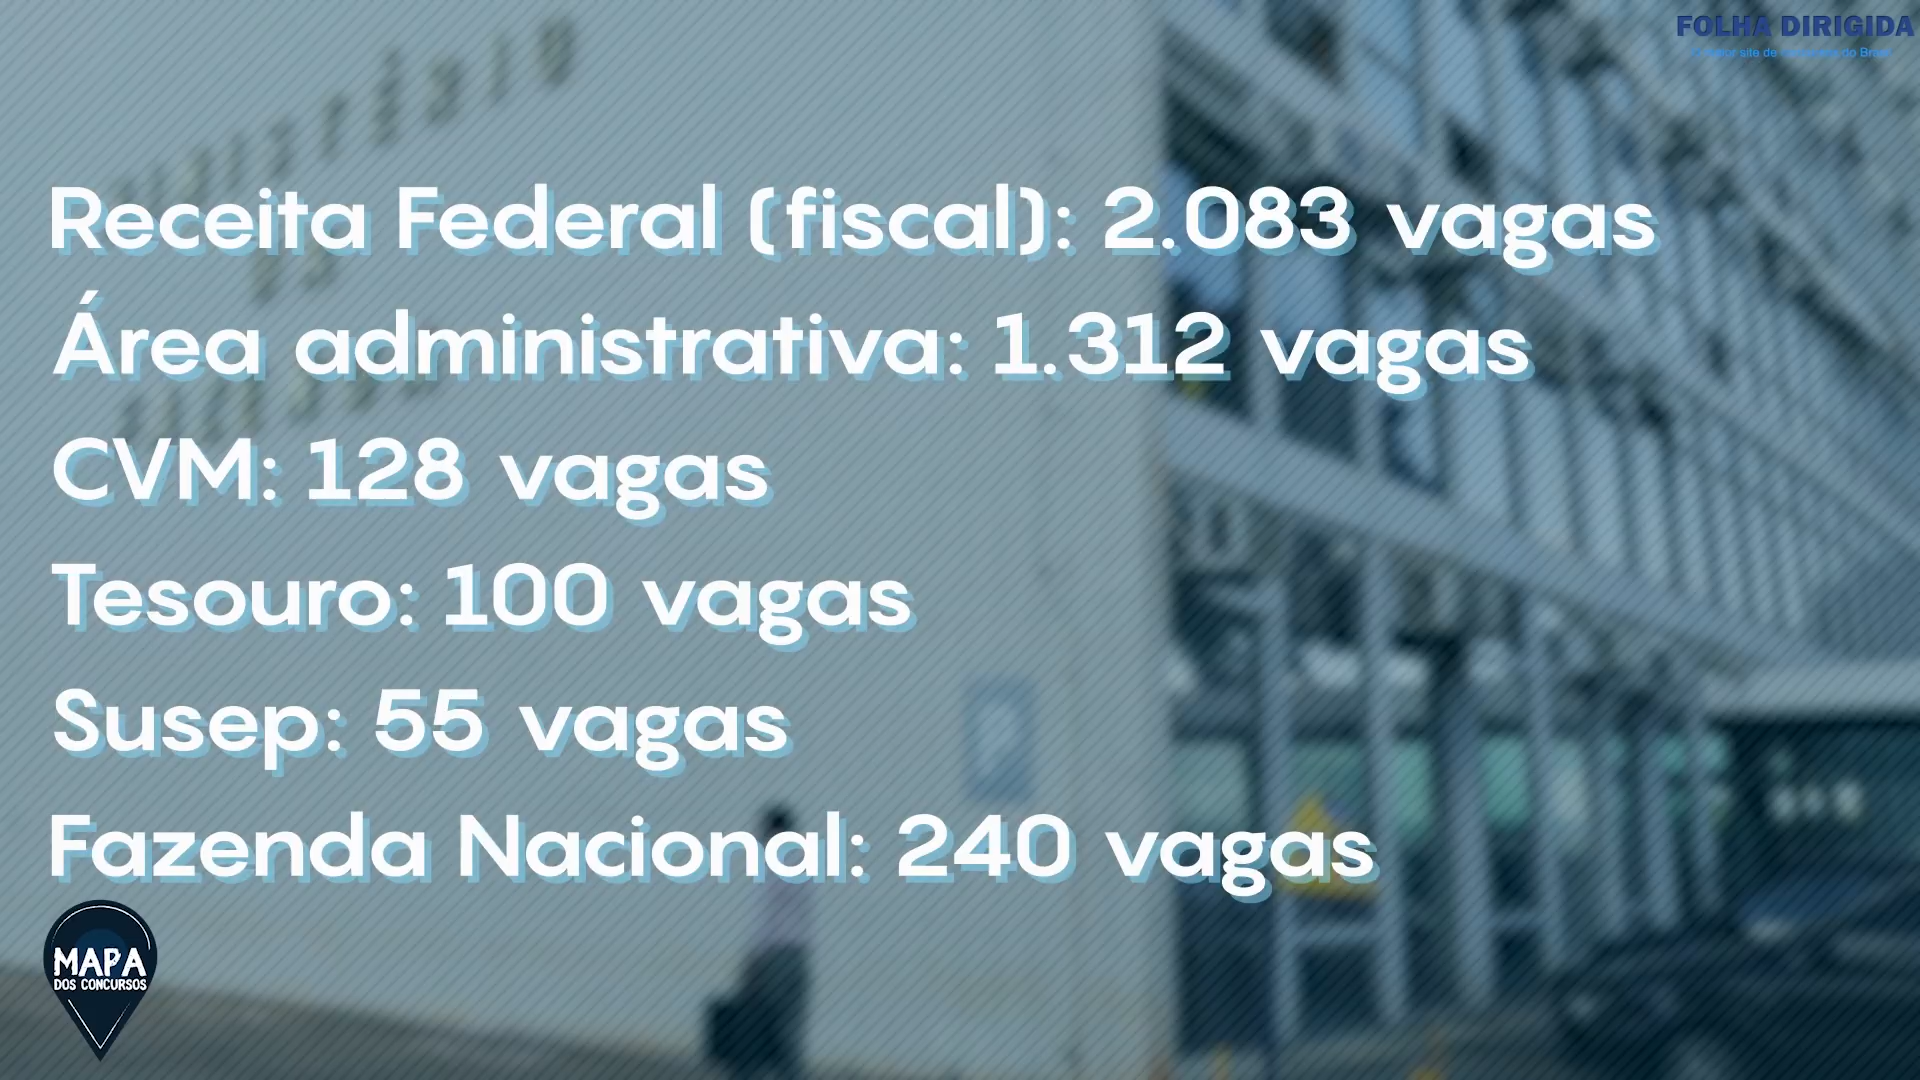 FOLHA DIRIGIDA
Receita Federal (fiscal): 2.083 vagas
Área administrativa: 1.312 vagas
CVM: 128 vagas
Tesouro: 100 vagas
Susep: 55 vagas
Fazenda Nacional: 240 vagas
MAPA
DOS CONCURSOS